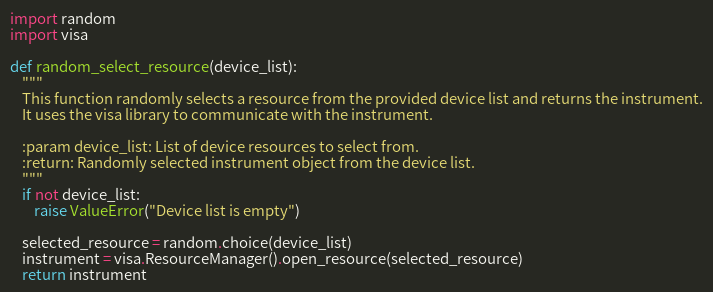 import random
import visa

def random_select_resource(device_list):
    """
    This function randomly selects a resource from the provided device list and returns the instrument.
    It uses the visa library to communicate with the instrument.

    :param device_list: List of device resources to select from.
    :return: Randomly selected instrument object from the device list.
    """
    if not device_list:
        raise ValueError("Device list is empty")

    selected_resource = random.choice(device_list)
    instrument = visa.ResourceManager().open_resource(selected_resource)
    return instrument